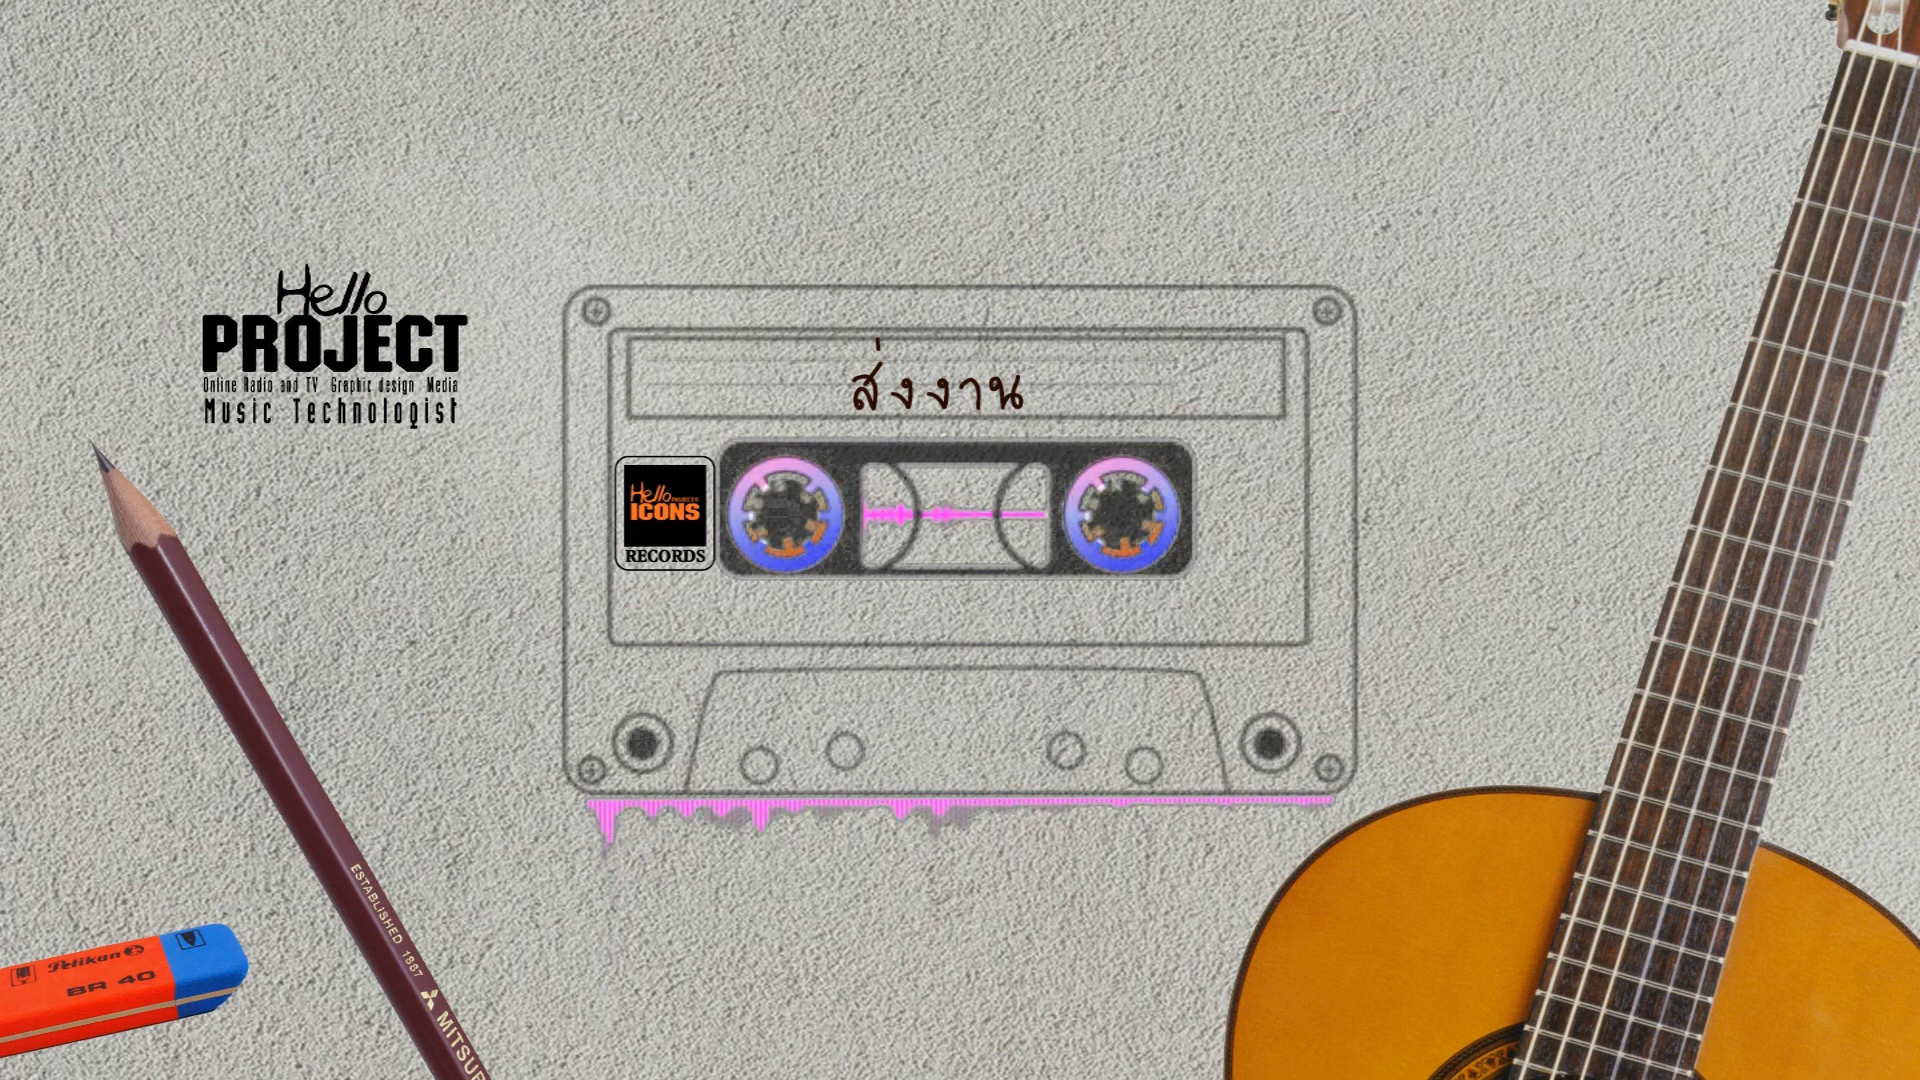 Hello
PROJECT
Online Radio and TV Graphic design Media
Music Technologist
ส่งงาน
Hello
ICONS
RECORDS
ESTABLISHED 1887
MITSUB
Pelikan
BR 40